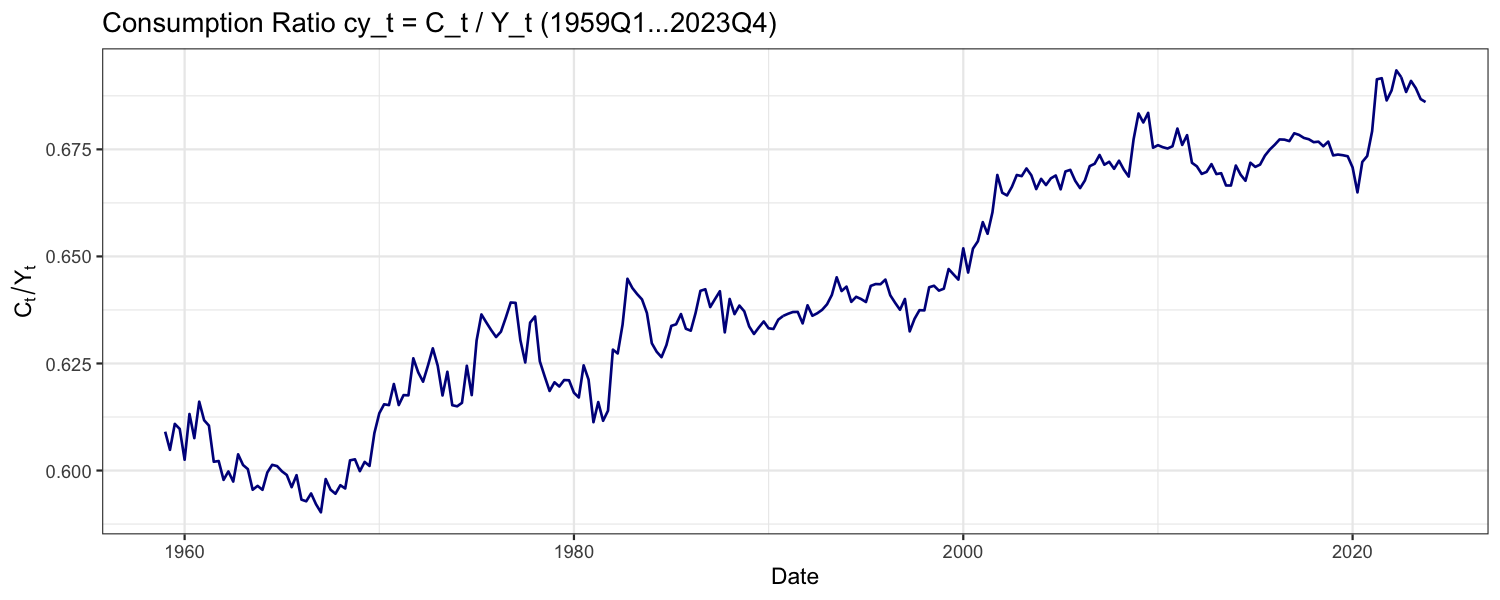 Consumption Ratio cy_t = C_t / Y_t (1959Q1...2023Q4)
Cₜ/Yₜ
0.675
0.650
0.625
0.600
1960 1980 2000 2020
Date